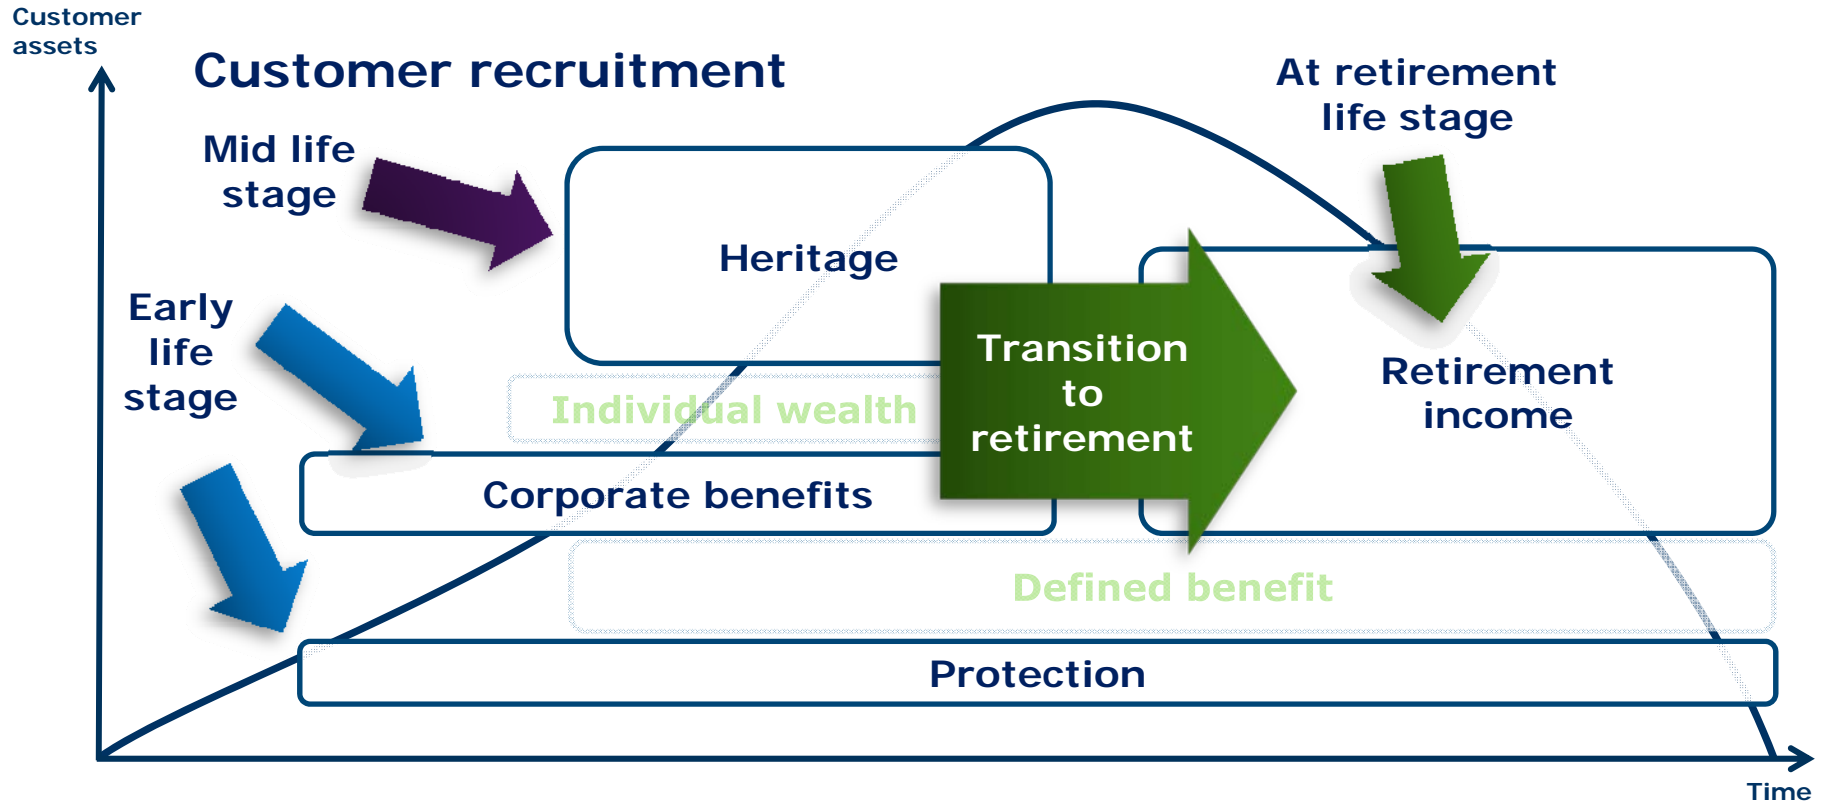 Customer
assets
Customer recruitment
At retirement
life stage
Mid life
stage
Heritage
Early
life
stage
Transition
to
retirement
Retirement
income
Individual wealth
Corporate benefits
Defined benefit
Protection
Time